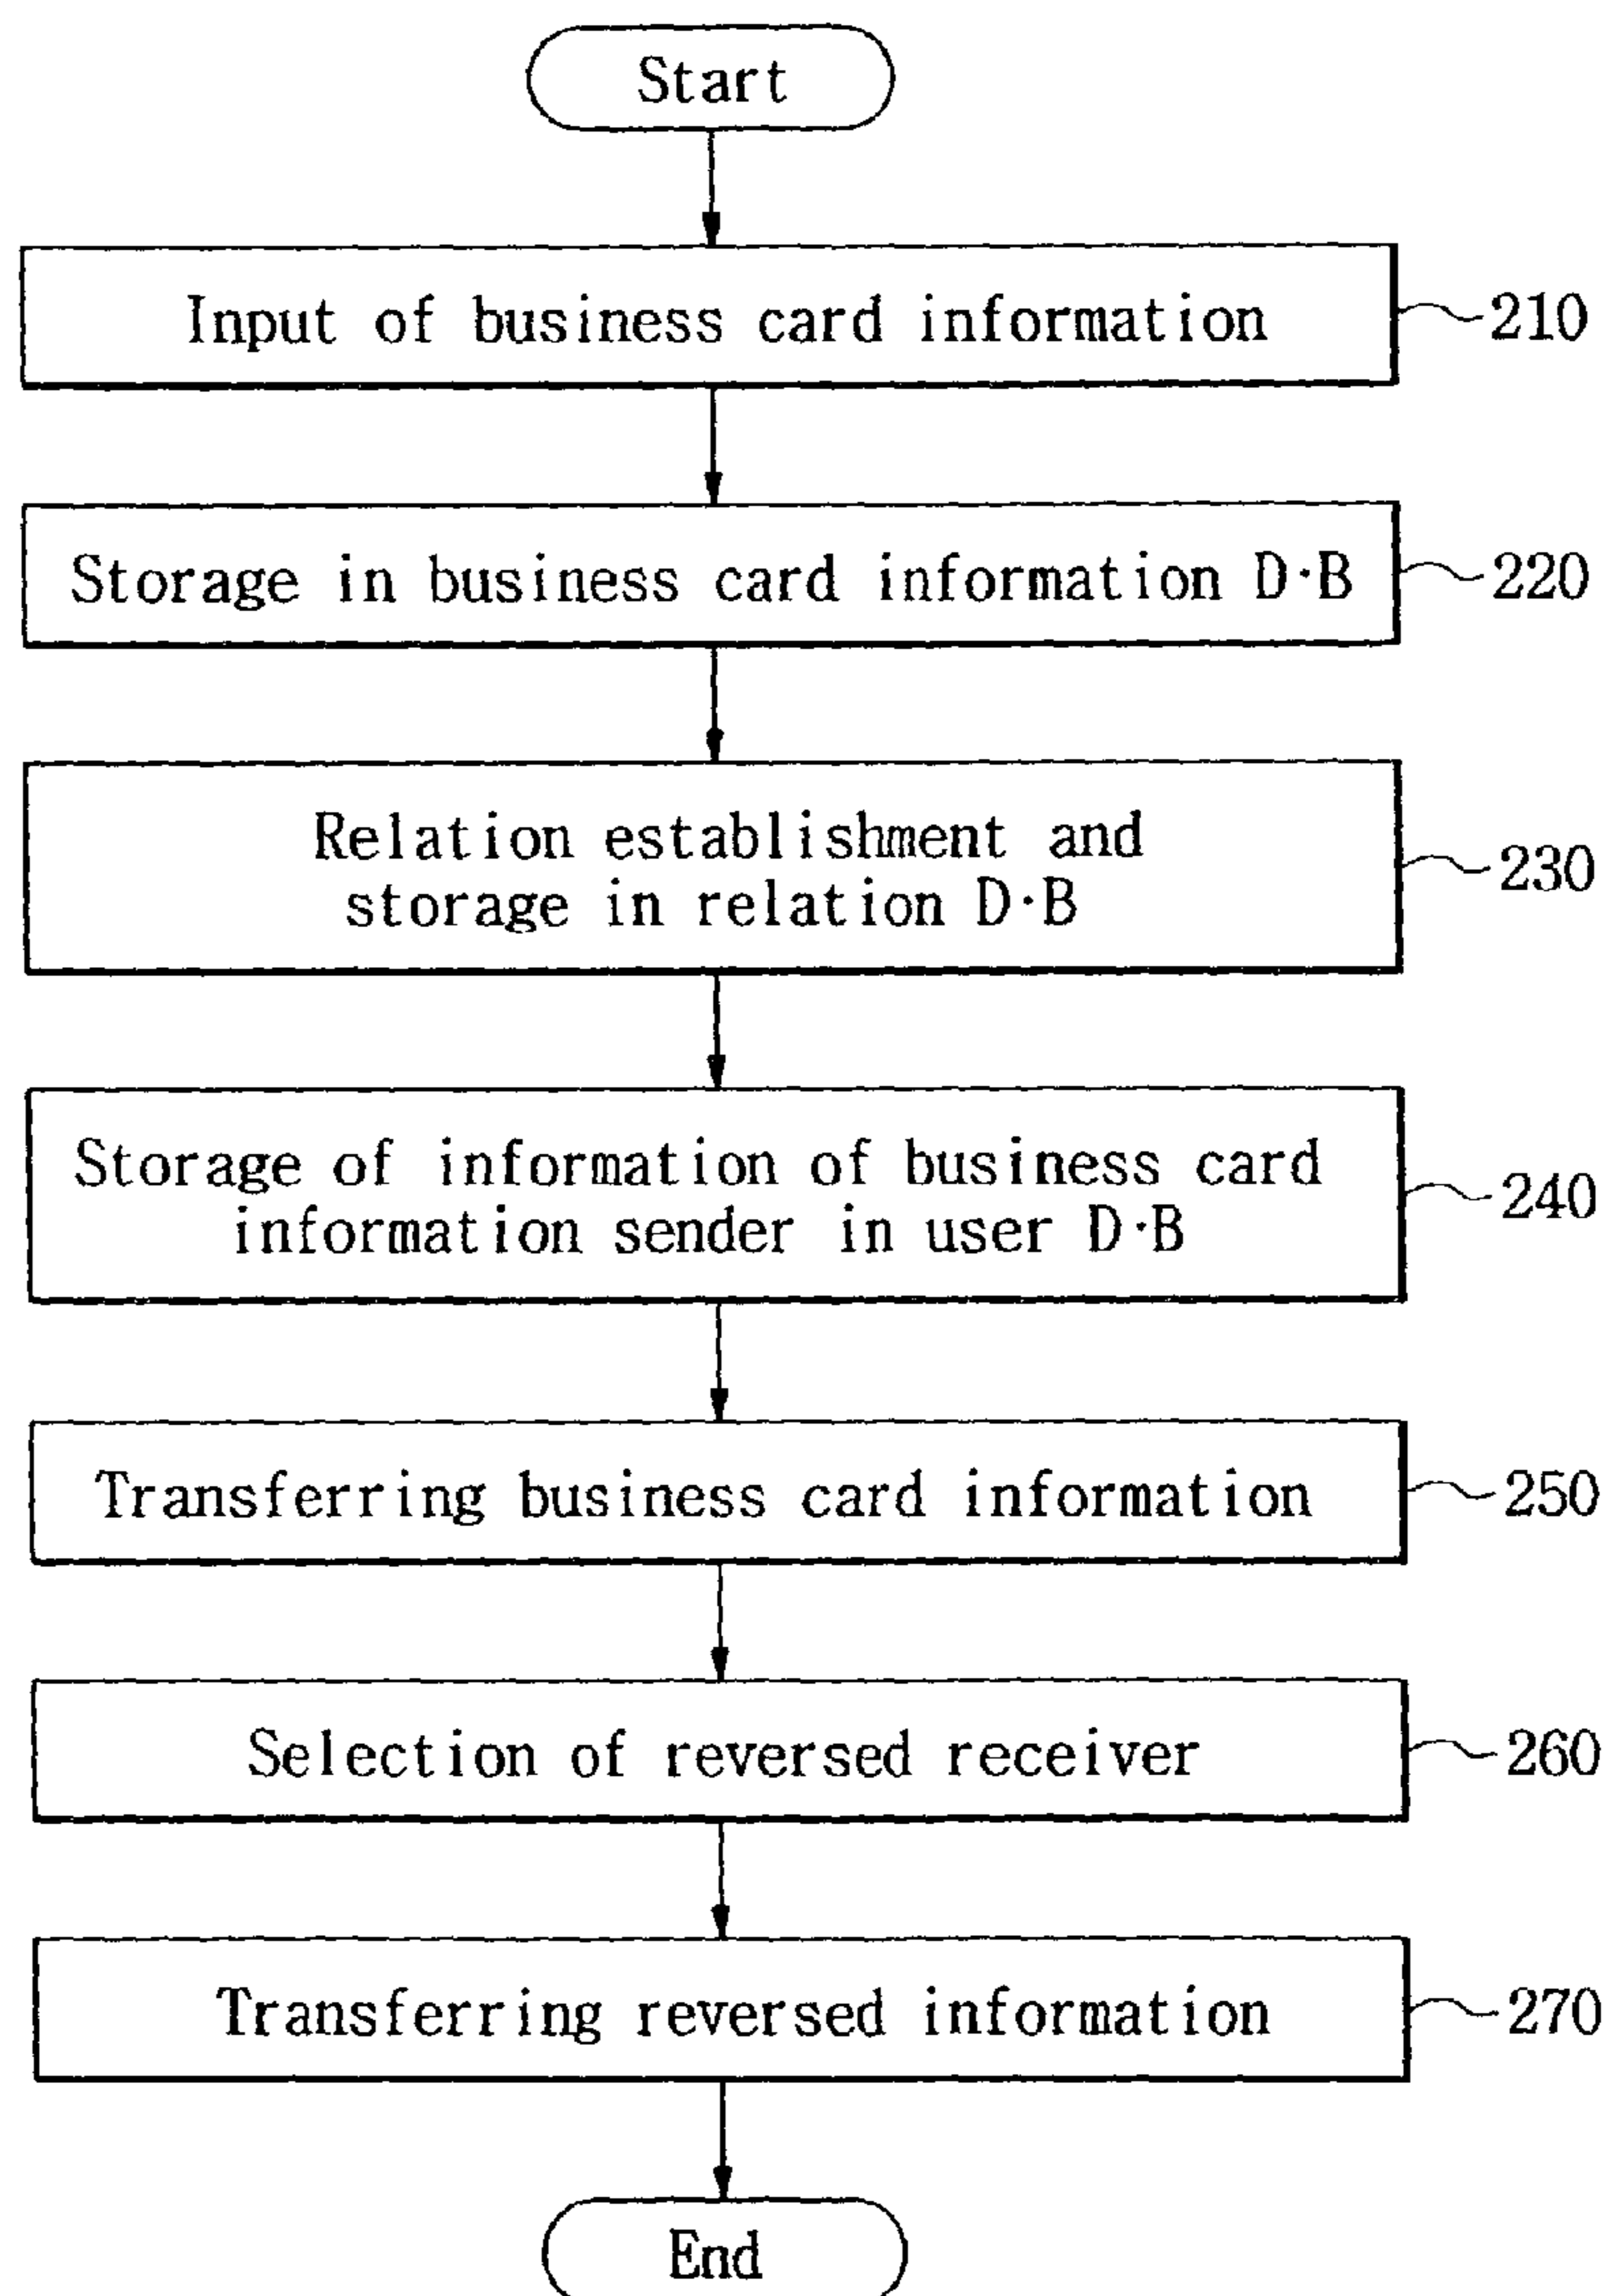 Start
Input of business card information
210
Storage in business card information D·B
220
Relation establishment and
storage in relation D·B
230
Storage of information of business card
information sender in user D·B
240
Transferring business card information
250
Selection of reversed receiver
260
Transferring reversed information
270
End